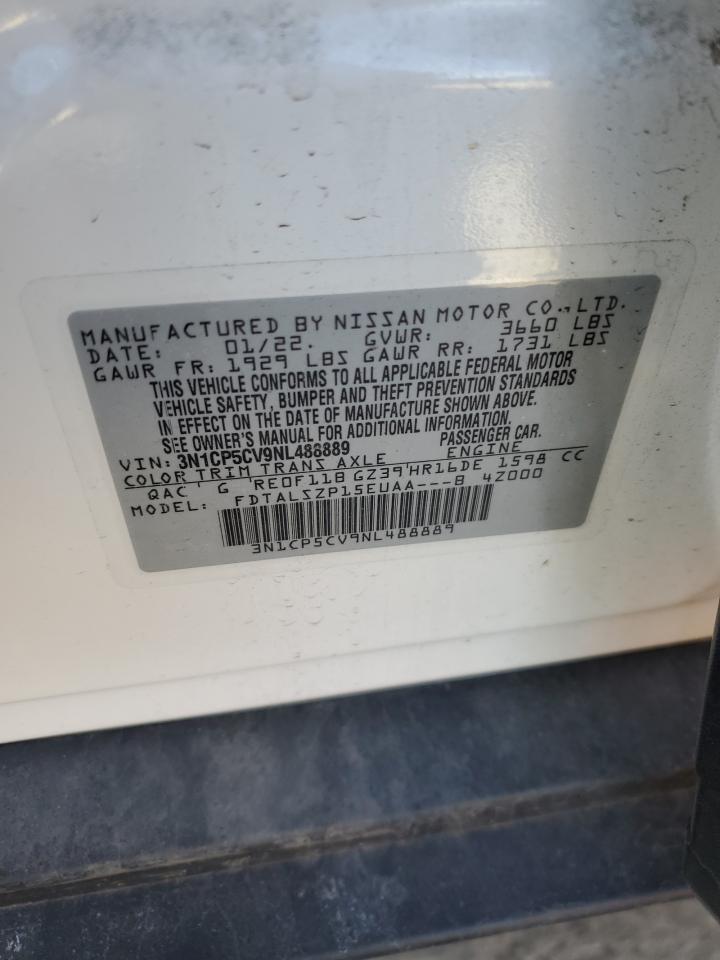 MANUFACTURED BY NISSAN MOTOR CO., LTD.
DATE: 01/22. GVWR: 3660 LBS
GAWR FR: 1929 LBS GAWR RR: 1731 LBS
THIS VEHICLE CONFORMS TO ALL APPLICABLE FEDERAL MOTOR
VEHICLE SAFETY, BUMPER AND THEFT PREVENTION STANDARDS
IN EFFECT ON THE DATE OF MANUFACTURE SHOWN ABOVE.
SEE OWNER'S MANUAL FOR ADDITIONAL INFORMATION.
VIN: 3N1CP5CV9NL488889 PASSENGER CAR.
COLOR TRIM TRANS AXLE ENGINE
QAC G RE0F11B GZ39 HR16DE 1598 CC
MODEL: FDTALSZP15EUAA---B 4Z000
3N1CP5CV9NL488889